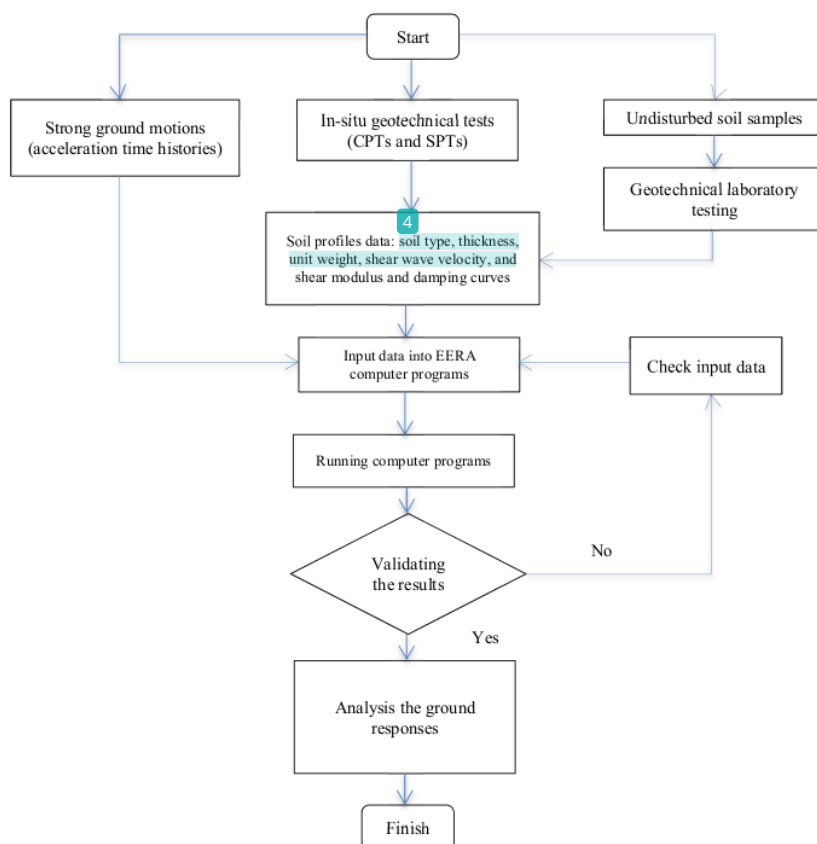 Start
Strong ground motions
(acceleration time histories)
In-situ geotechnical tests
(CPTs and SPTs)
Undisturbed soil samples
Geotechnical laboratory
testing
4
Soil profiles data: soil type, thickness,
unit weight, shear wave velocity, and
shear modulus and damping curves
Input data into EERA
computer programs
Check input data
Running computer programs
Validating
the results
No
Yes
Analysis the ground
responses
Finish